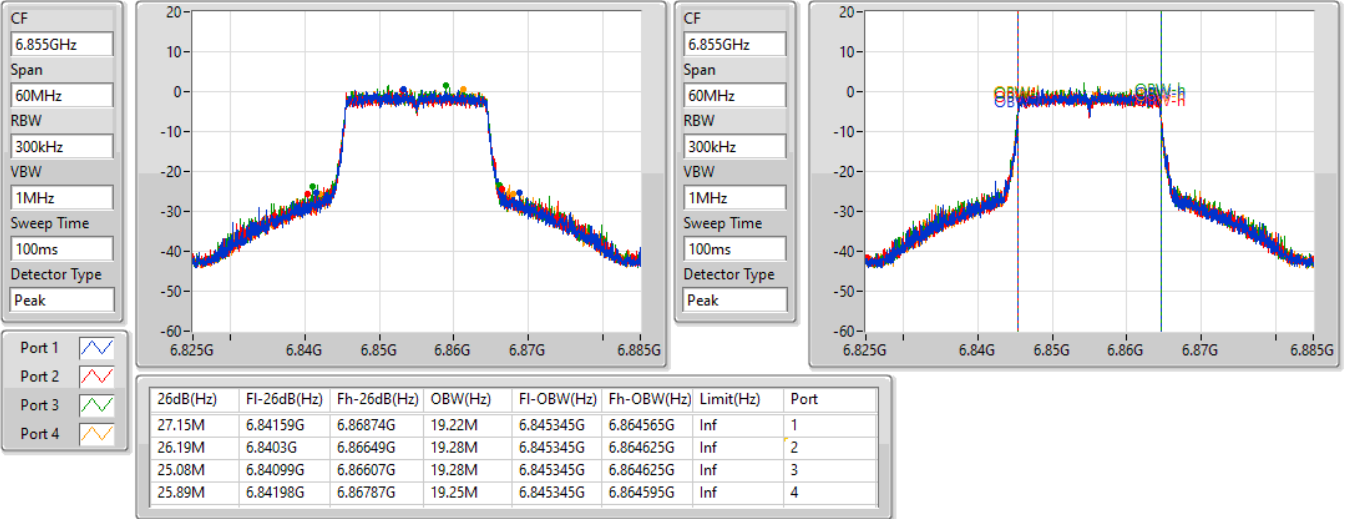 CF
6.855GHz
Span
60MHz
RBW
300kHz
VBW
1MHz
Sweep Time
100ms
Detector Type
Peak
20
10
0
-10
-20
-30
-40
-50
-60
6.825G 6.84G 6.85G 6.86G 6.87G 6.885G
CF
6.855GHz
Span
60MHz
RBW
300kHz
VBW
1MHz
Sweep Time
100ms
Detector Type
Peak
20
10
0
-10
-20
-30
-40
-50
-60
OBW-h
6.825G 6.84G 6.85G 6.86G 6.87G 6.885G
Port 1
Port 2
Port 3
Port 4
26dB(Hz) Fl-26dB(Hz) Fh-26dB(Hz) OBW(Hz) Fl-OBW(Hz) Fh-OBW(Hz) Limit(Hz) Port
27.15M 6.84159G 6.86874G 19.22M 6.845345G 6.864565G Inf 1
26.19M 6.8403G 6.86649G 19.28M 6.845345G 6.864625G Inf 2
25.08M 6.84099G 6.86607G 19.28M 6.845345G 6.864625G Inf 3
25.89M 6.84198G 6.86787G 19.25M 6.845345G 6.864595G Inf 4